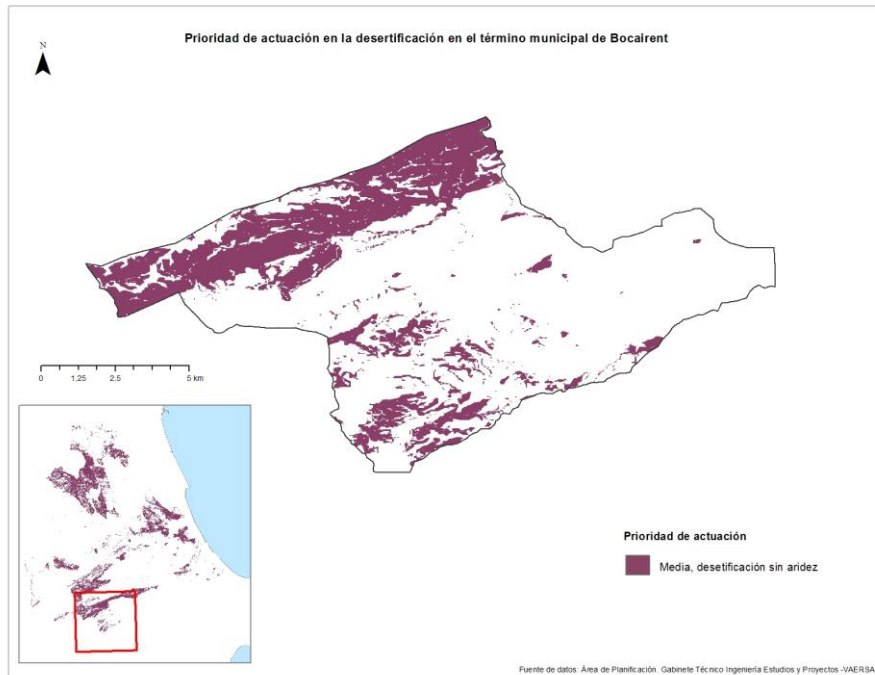 Prioridad de actuación en la desertificación en el término municipal de Bocairent
N
0 1,25 2,5 5 km
Prioridad de actuación
Media, desetificación sin aridez
Fuente de datos: Área de Planificación. Gabinete Técnico Ingeniería Estudios y Proyectos -VAERSA